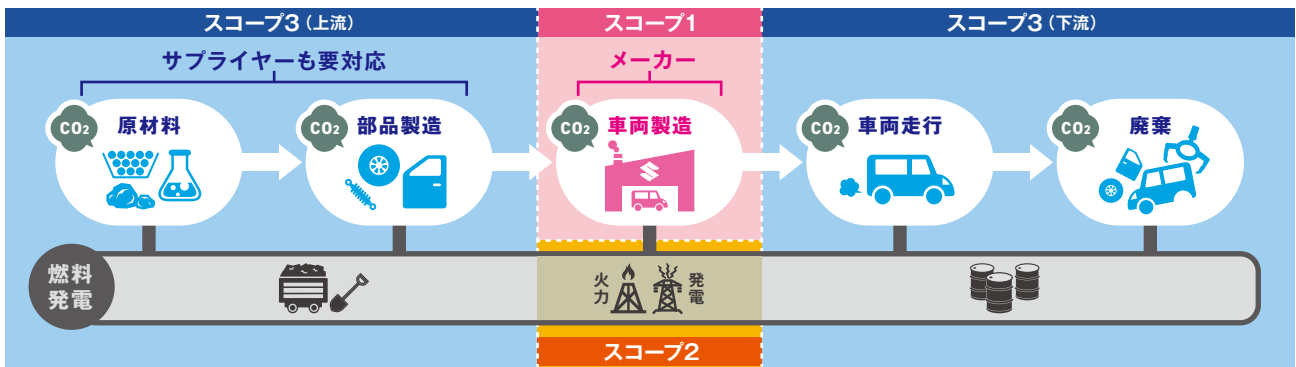 スコープ3（上流）
スコープ1
スコープ3（下流）
サプライヤーも要対応
メーカー
CO₂
原材料
CO₂
部品製造
CO₂
車両製造
CO₂
車両走行
CO₂
廃棄
燃料
発電
火力
発電
スコープ2